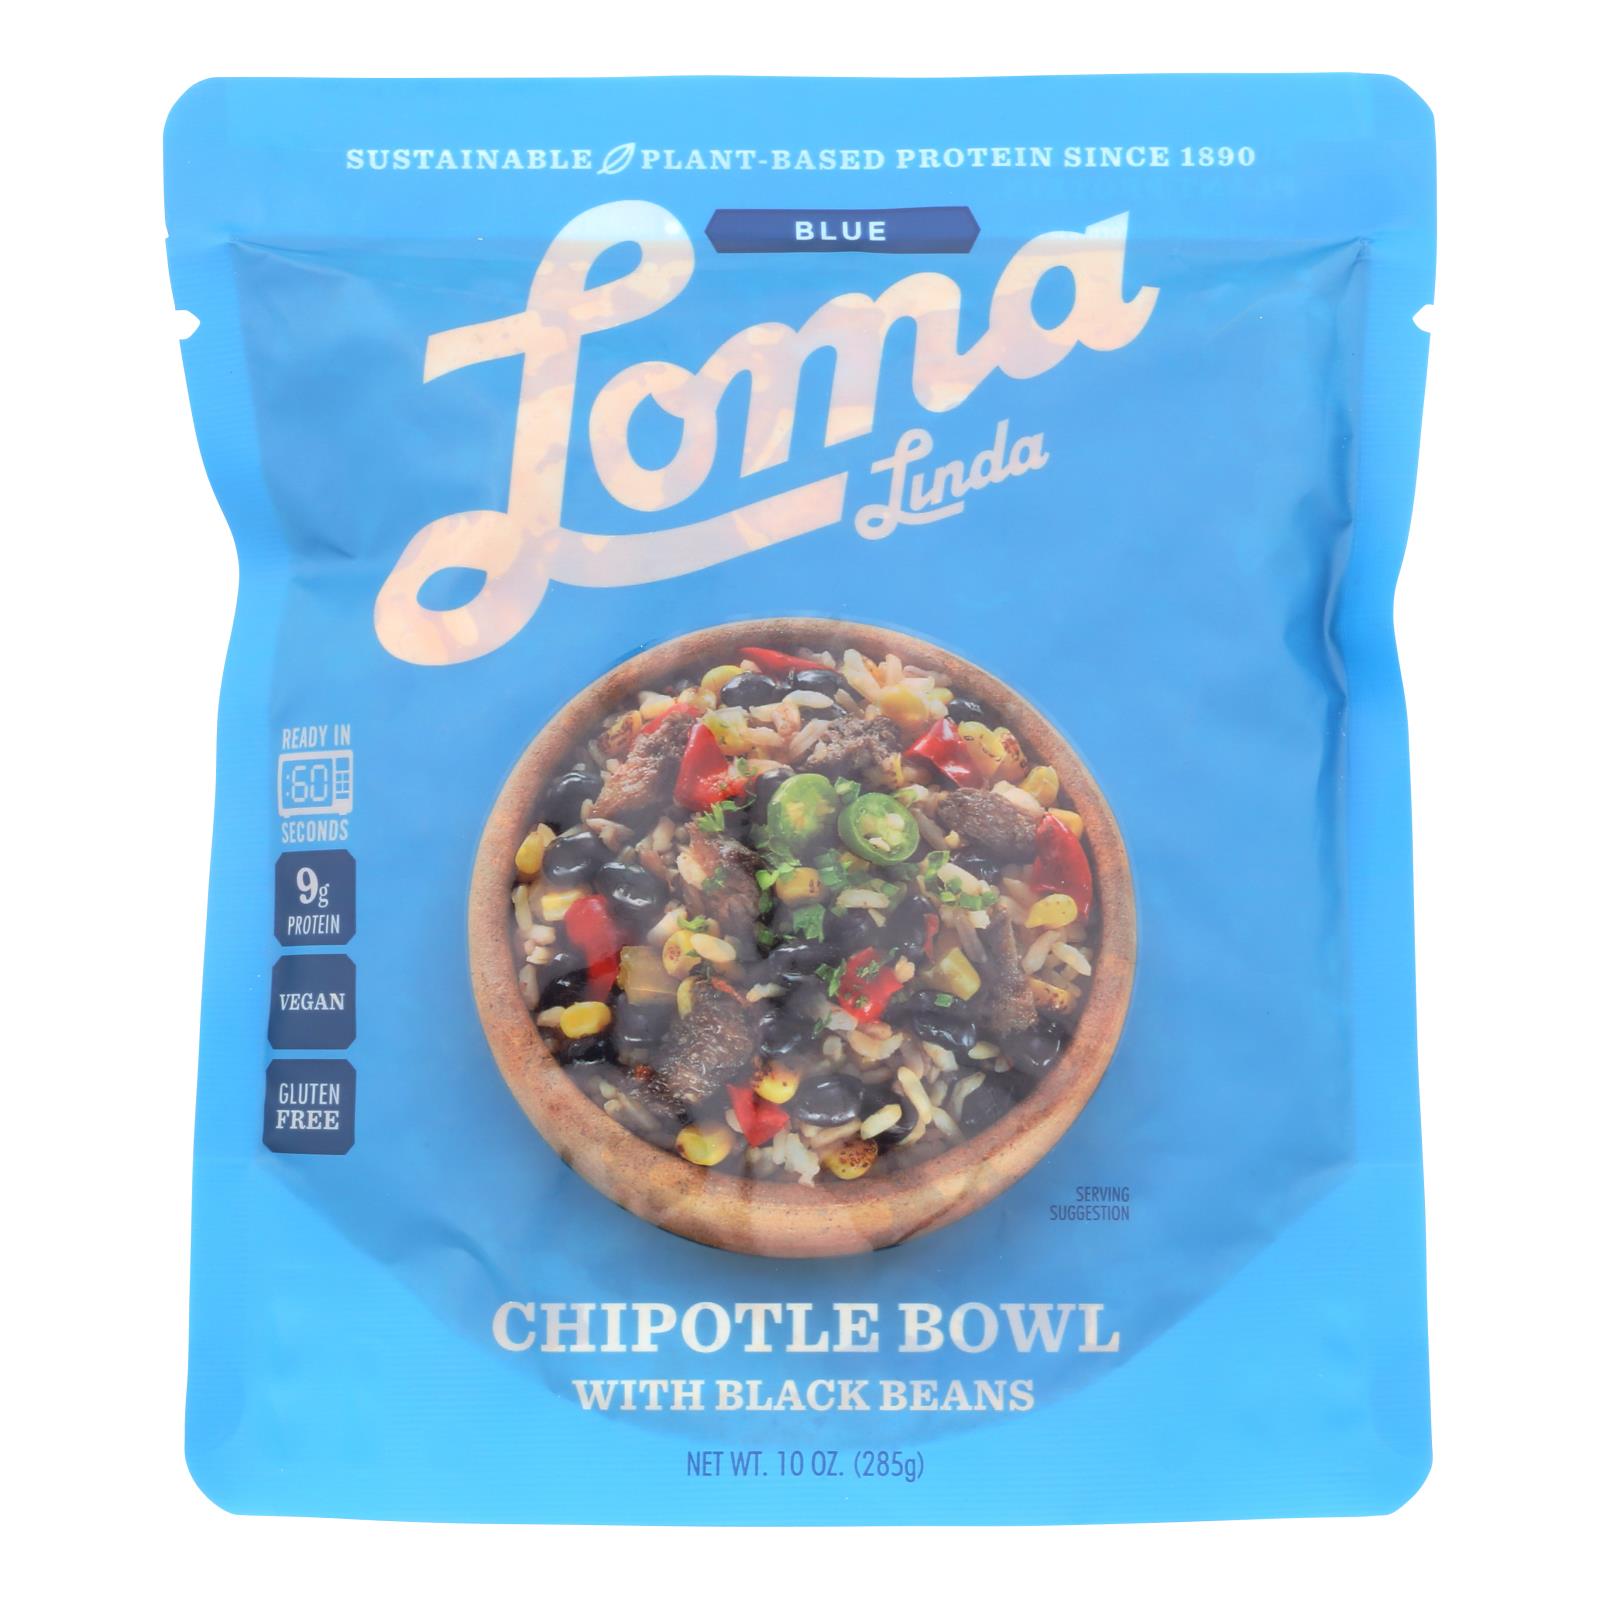 SUSTAINABLE PLANT-BASED PROTEIN SINCE 1890
BLUE
Loma
Linda
READY IN
:60
SECONDS
9g
PROTEIN
VEGAN
GLUTEN
FREE
SERVING
SUGGESTION
CHIPOTLE BOWL
WITH BLACK BEANS
NET WT. 10 OZ. (285g)